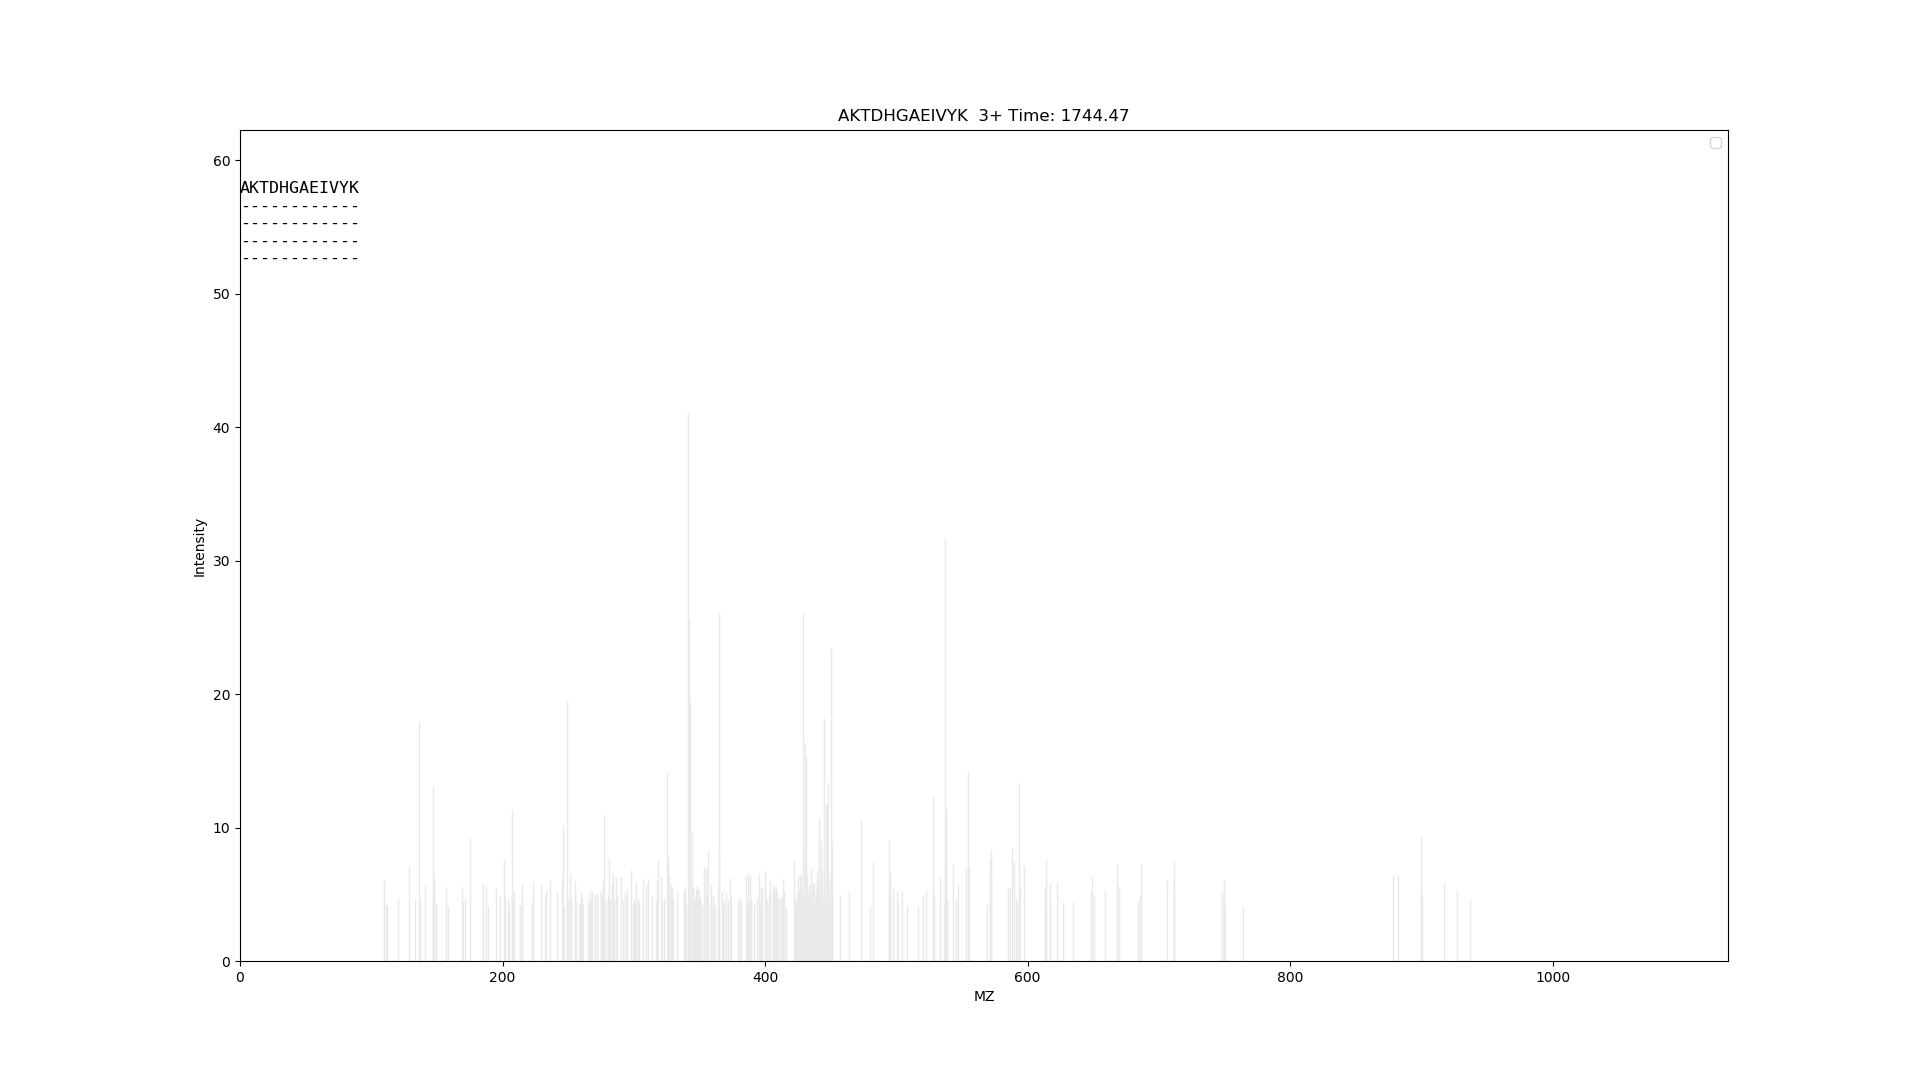 AKTDHGAEIVYK  3+ Time: 1744.47
60
AKTDHGAEIVYK
- - - - - - - - - - - -
- - - - - - - - - - - -
- - - - - - - - - - - -
- - - - - - - - - - - -
50
40
Intensity
30
20
10
0
0 200 400 600 800 1000
MZ